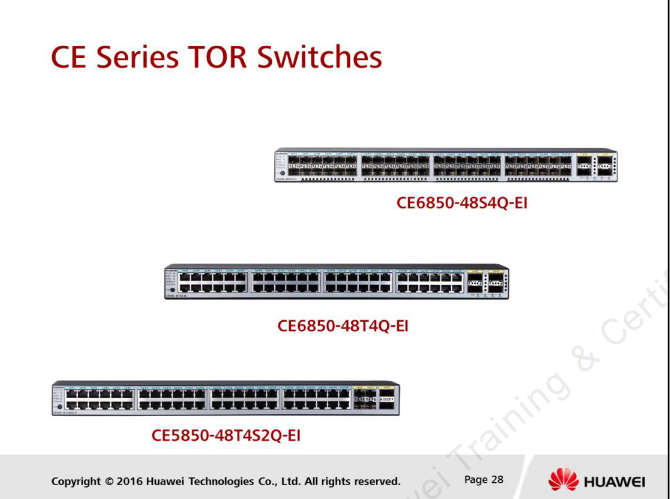 CE Series TOR Switches
CE6850-48S4Q-EI
CE6850-48T4Q-EI
CE5850-48T4S2Q-EI
Copyright © 2016 Huawei Technologies Co., Ltd. All rights reserved.
Page 28
HUAWEI
Training &